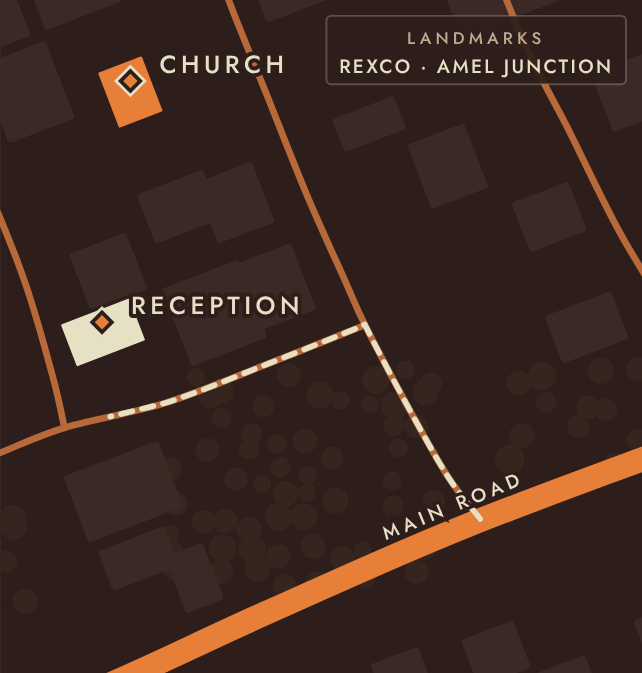 LANDMARKS
REXCO · AMEL JUNCTION
CHURCH
RECEPTION
MAIN ROAD